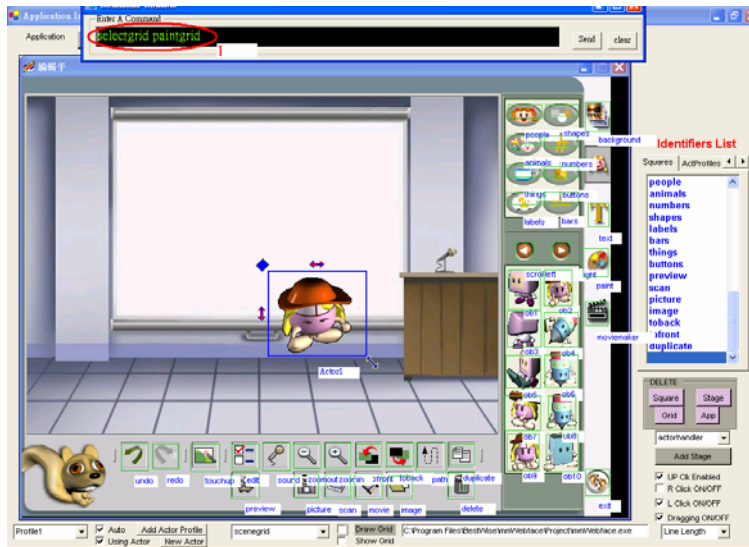 Application
Enter A Command
selectgrid paintgrid
Send
clear
Application
編輯手
people
shapes
background
animals
numbers
things
buttons
labels
bars
text
scrolleft
paint
ob1
ob2
moviemaker
ob3
ob4
ob5
ob6
ob7
ob8
ob9
ob10
exit
Actor1
undo
redo
touchup
edit
sound
zoomout
zoomin
tofront
toback
path
duplicate
preview
picture
scan
movie
image
delete
Identifiers List
Squares
ActProfiles
people
animals
numbers
shapes
labels
bars
things
buttons
preview
scan
picture
image
toback
tofront
duplicate
DELETE
Square
Stage
Grid
App
actorhandler
Add Stage
UP Clk Enabled
R Click ON/OFF
L Click ON/OFF
Dragging ON/OFF
Line Length
Profile1
Auto
Add Actor Profile
Using Actor
New Actor
scenegrid
Draw Grid
Show Grid